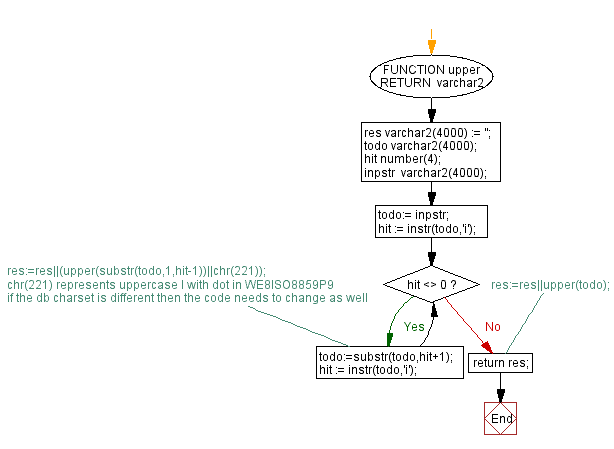 FUNCTION upper
RETURN varchar2
res varchar2(4000) := '';
todo varchar2(4000);
hit number(4);
inpstr varchar2(4000);
todo:= inpstr;
hit := instr(todo,'i');
res:=res||(upper(substr(todo,1,hit-1))||chr(221));
chr(221) represents uppercase I with dot in WE8ISO8859P9
if the db charset is different then the code needs to change as well
hit <> 0 ?
res:=res||upper(todo);
Yes
No
todo:=substr(todo,hit+1);
hit := instr(todo,'i');
return res;
End